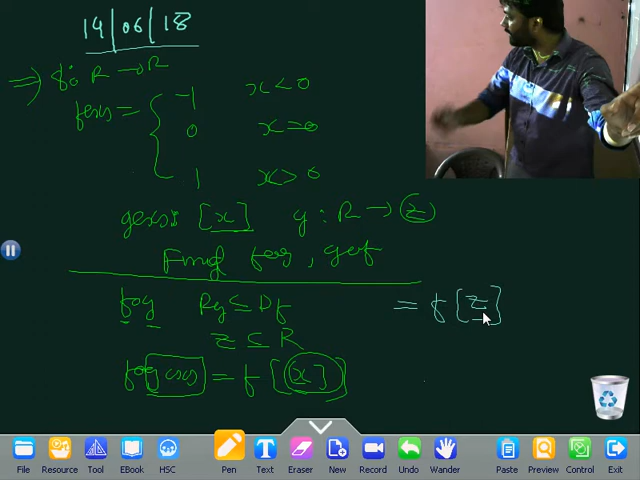 14/06/18
⇒ f: R → R
f(x) = { -1 x < 0
0 x = 0
1 x > 0
g(x): [x] g : R → Z
Find fog, gof
fog Rg ⊆ Df = f[Z]
Z ⊆ R
fog(x) = f[[x]]
File Resource Tool EBook HSC Pen Text Eraser New Record Undo Wander Paste Preview Control Exit